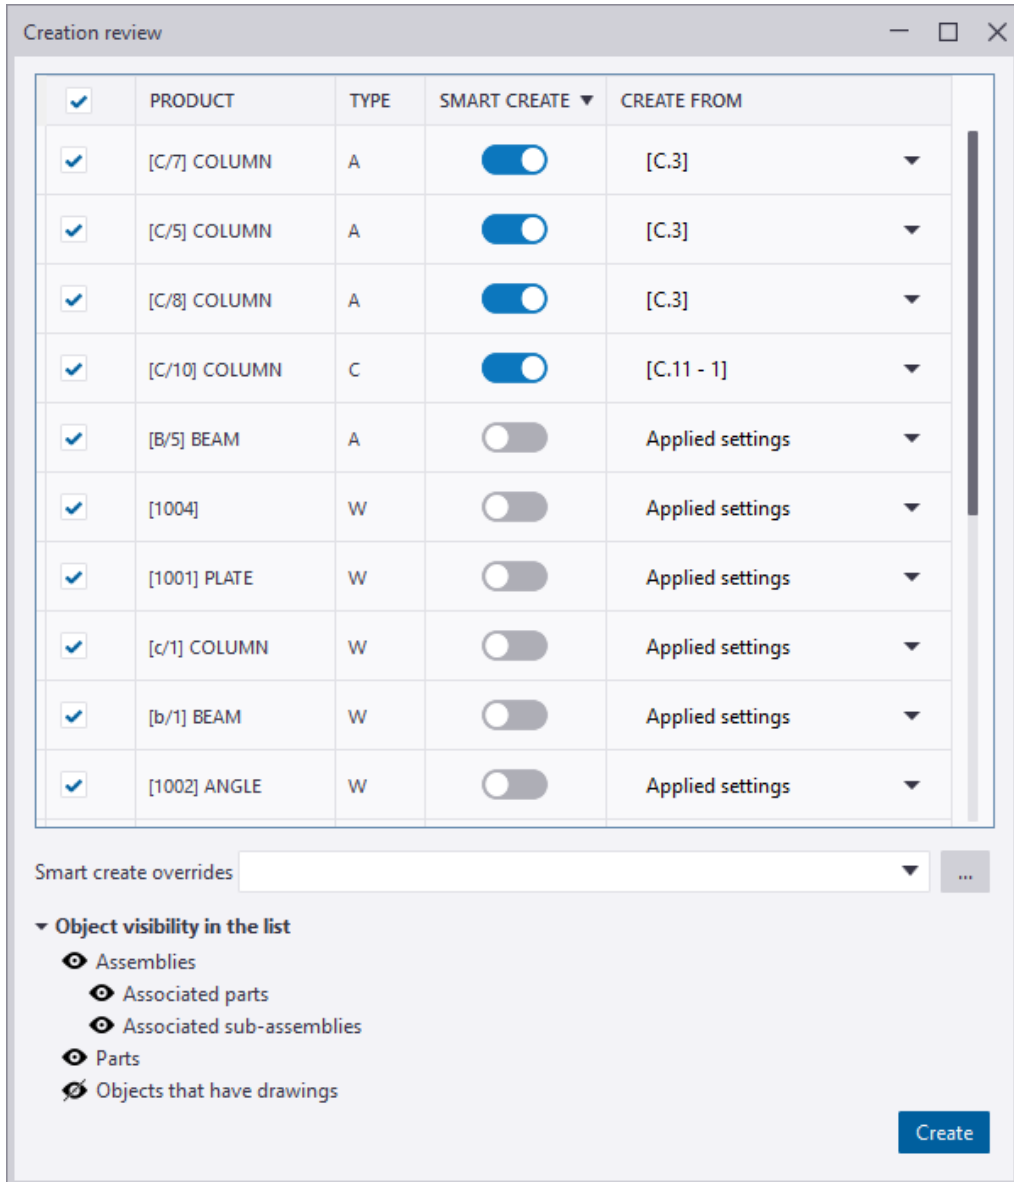 Creation review
PRODUCT TYPE SMART CREATE CREATE FROM
[C/7] COLUMN A [C.3]
[C/5] COLUMN A [C.3]
[C/8] COLUMN A [C.3]
[C/10] COLUMN C [C.11 - 1]
[B/5] BEAM A Applied settings
[1004] W Applied settings
[1001] PLATE W Applied settings
[c/1] COLUMN W Applied settings
[b/1] BEAM W Applied settings
[1002] ANGLE W Applied settings
Smart create overrides ...
Object visibility in the list
Assemblies
Associated parts
Associated sub-assemblies
Parts
Objects that have drawings
Create